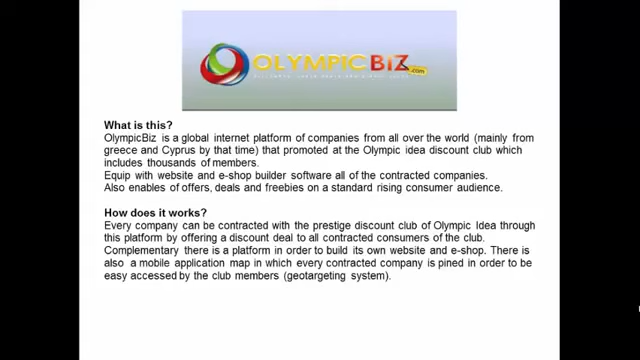 OLYMPICBIZ.com
What is this?
OlympicBiz is a global internet platform of companies from all over the world (mainly from
greece and Cyprus by that time) that promoted at the Olympic idea discount club which
includes thousands of members.
Equip with website and e-shop builder software all of the contracted companies.
Also enables of offers, deals and freebies on a standard rising consumer audience.
How does it works?
Every company can be contracted with the prestige discount club of Olympic Idea through
this platform by offering a discount deal to all contracted consumers of the club.
Complementary there is a platform in order to build its own website and e-shop. There is
also a mobile application map in which every contracted company is pined in order to be
easy accessed by the club members (geotargeting system).